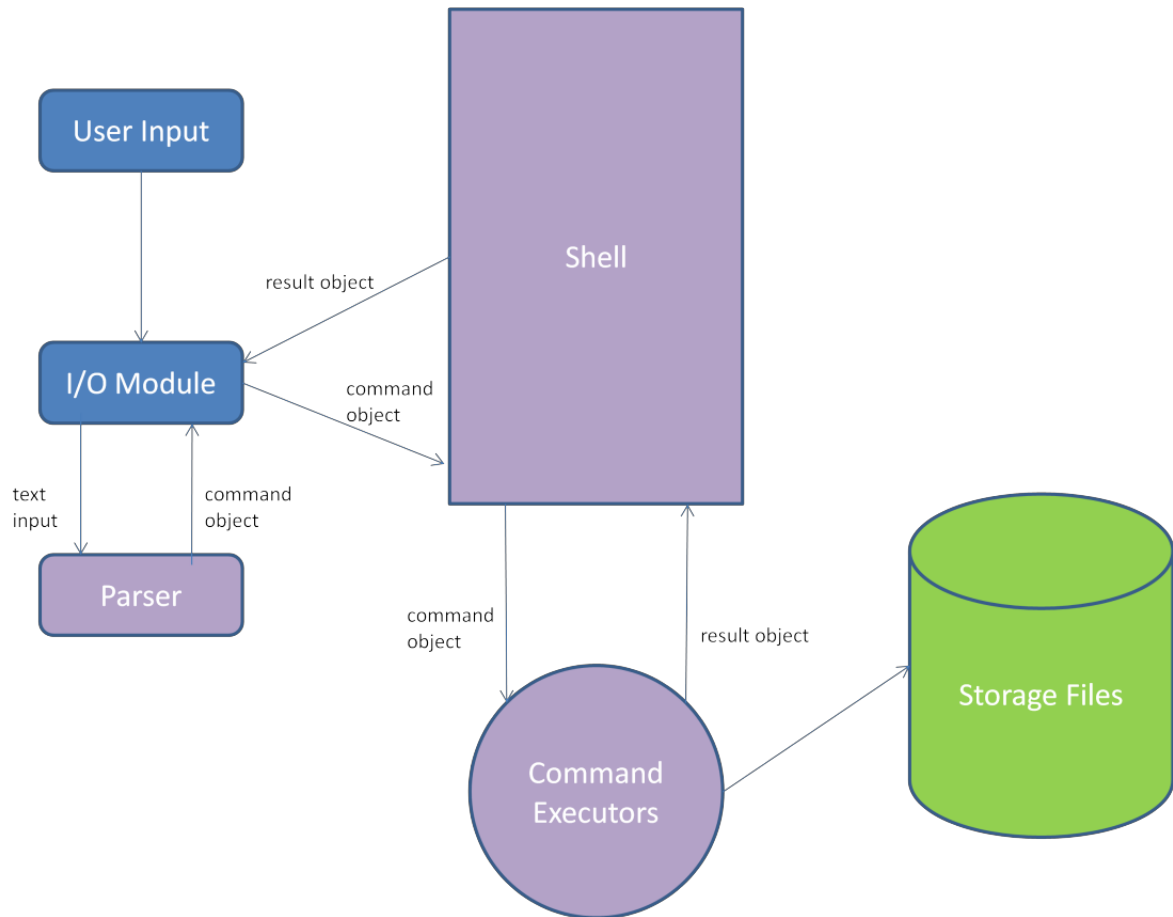 User Input
Shell
result object
I/O Module
command
object
text
input
command
object
Parser
command
object
result object
Storage Files
Command
Executors